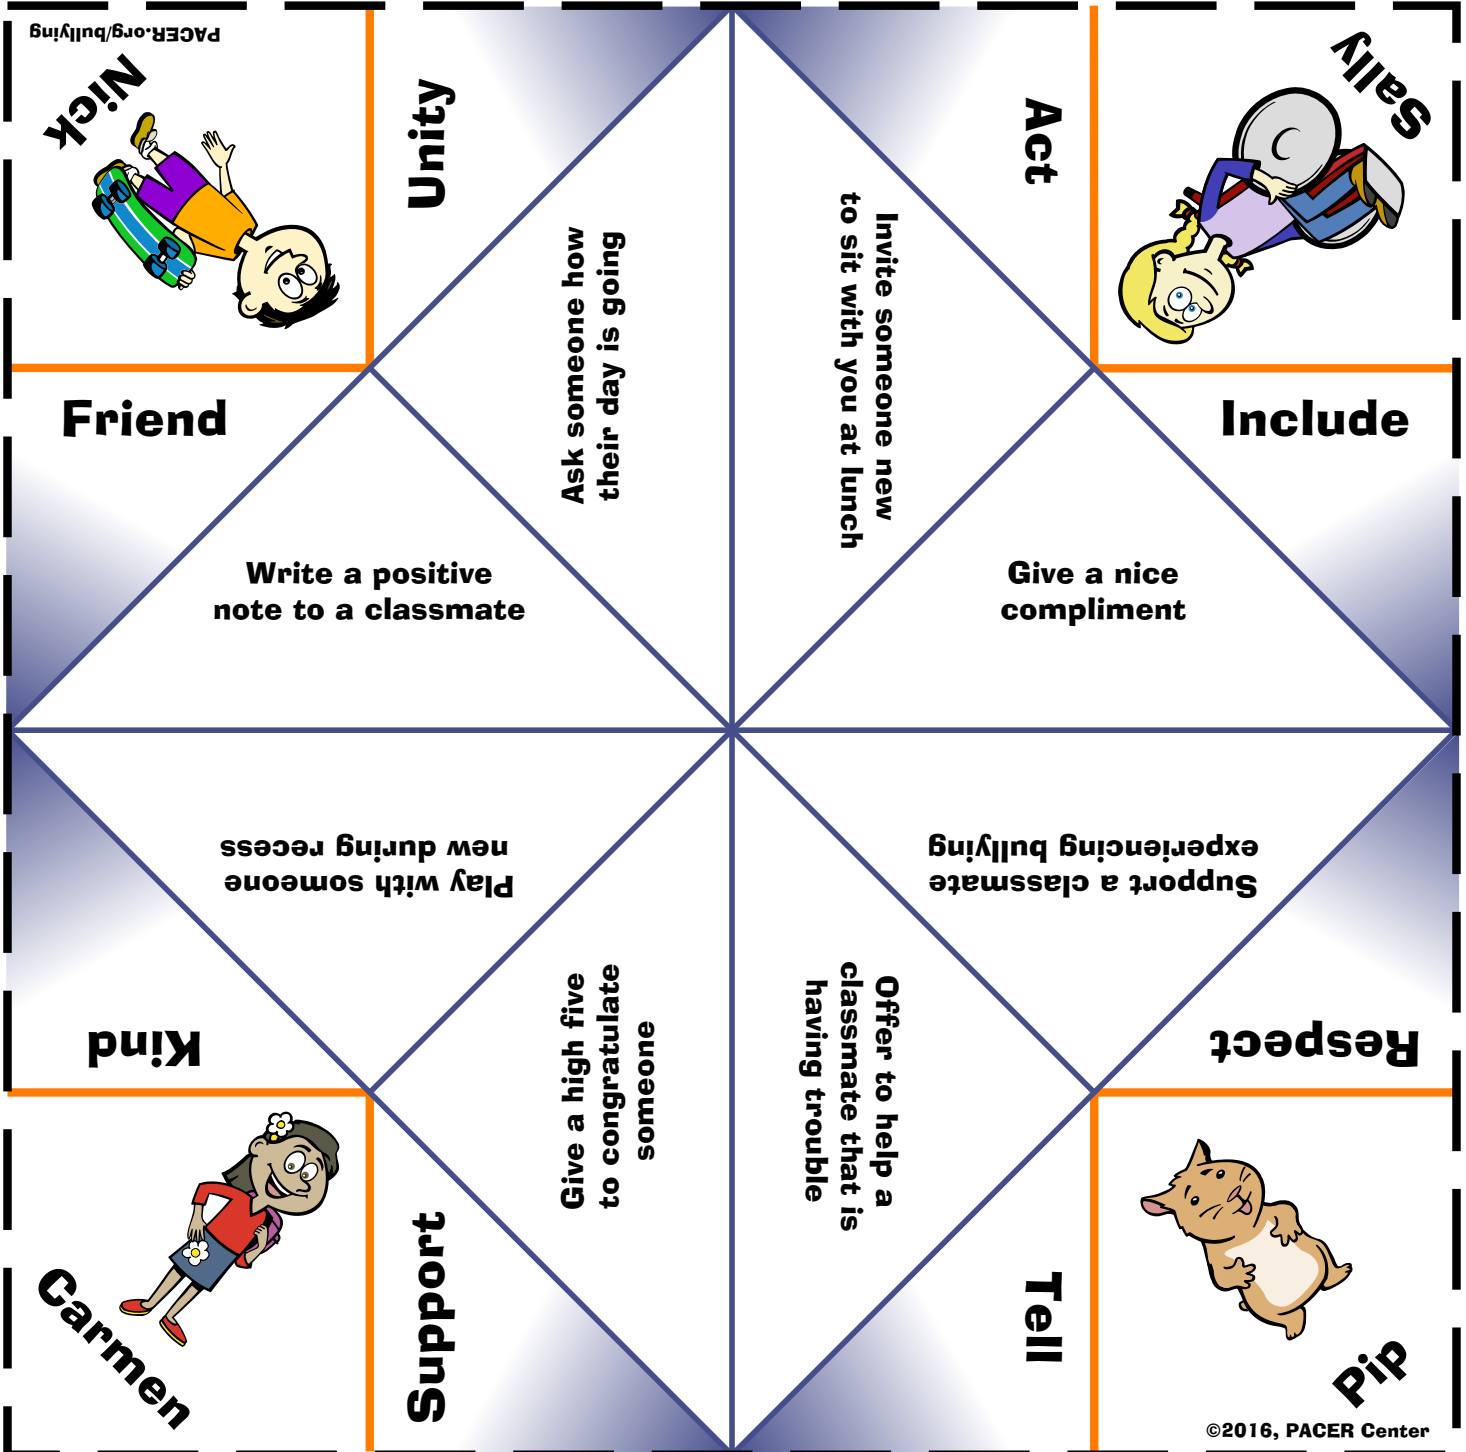 PACER.org/bullying
Nick
Unity
Act
Sally
Friend
Include
Ask someone how
their day is going
Invite someone new
to sit with you at lunch
Write a positive
note to a classmate
Give a nice
compliment
Play with someone
new during recess
Support a classmate
experiencing bullying
Give a high five
to congratulate
someone
Offer to help a
classmate that is
having trouble
Kind
Respect
Carmen
Support
Tell
Pip
©2016, PACER Center